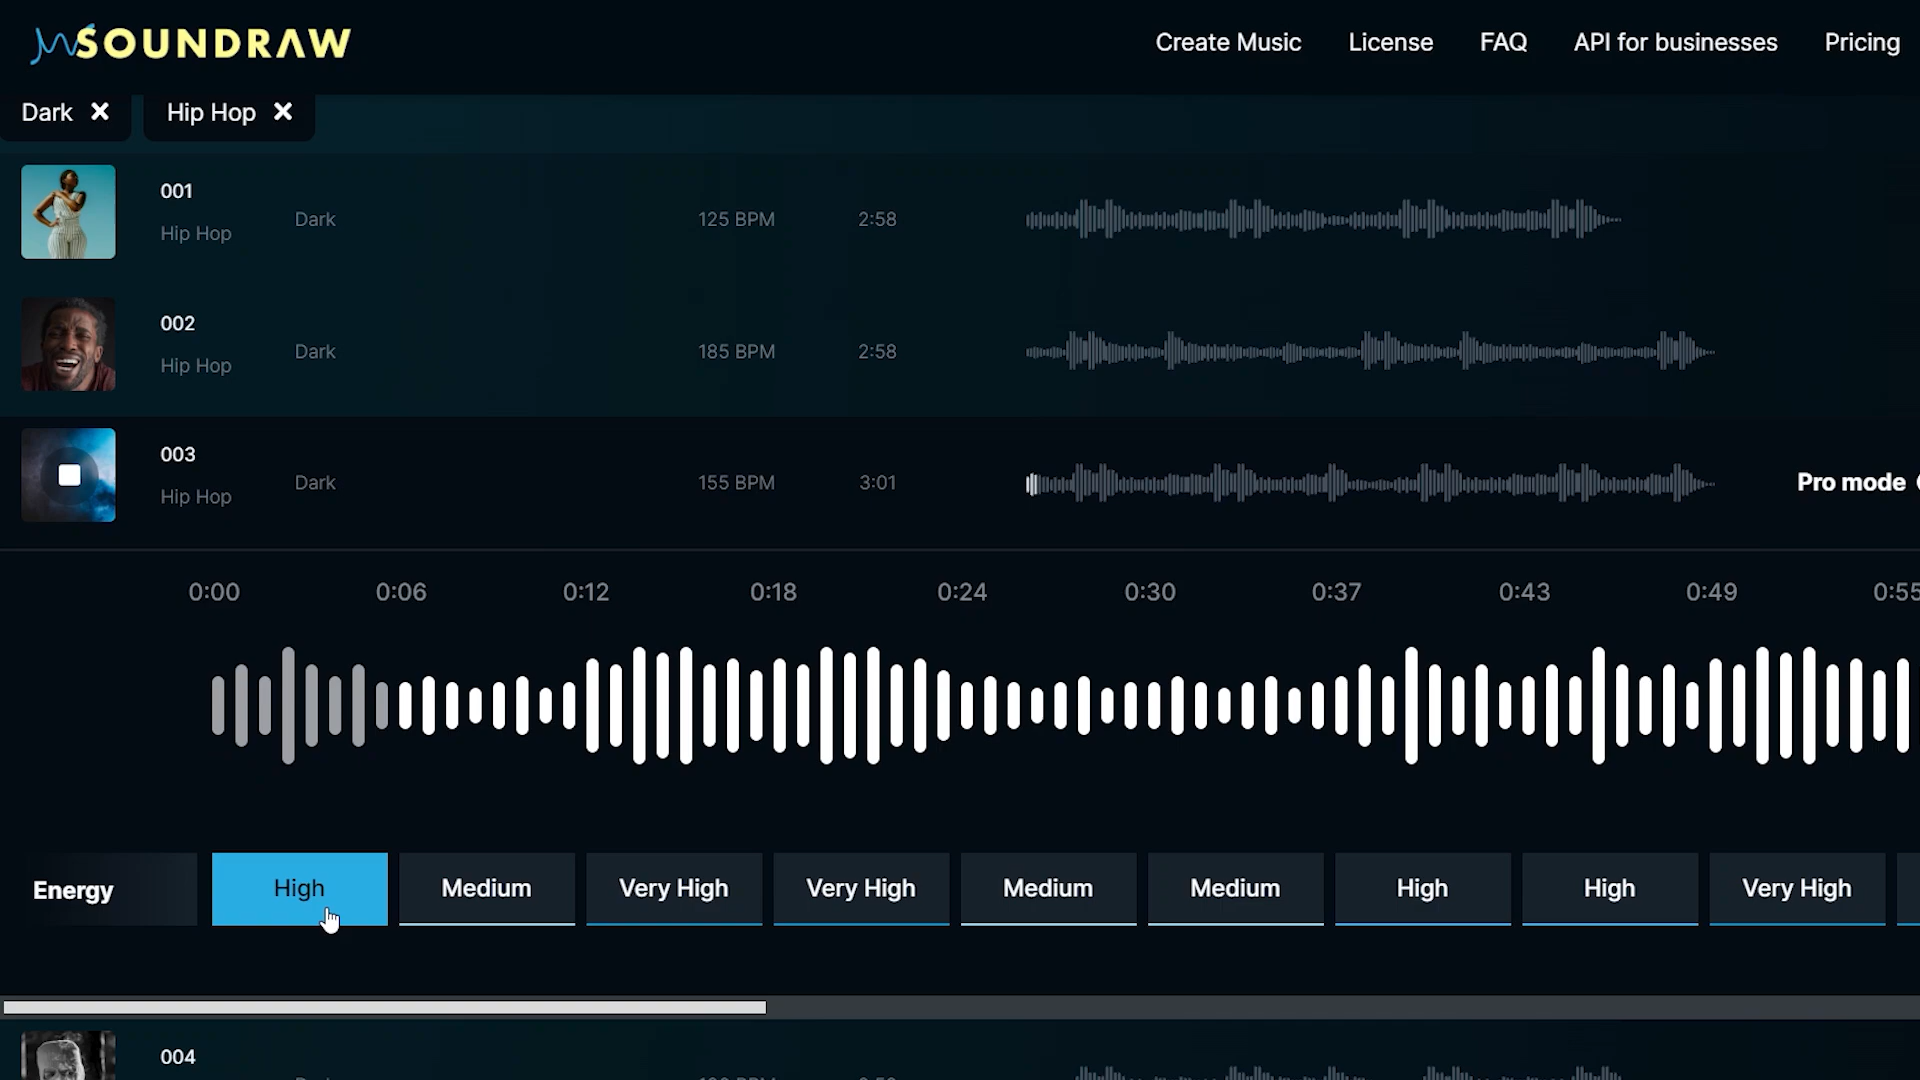 SOUNDRAW
Create Music License FAQ API for businesses Pricing
Dark Hip Hop
001
Hip Hop Dark 125 BPM 2:58
002
Hip Hop Dark 185 BPM 2:58
003
Hip Hop Dark 155 BPM 3:01 Pro mode
0:00 0:06 0:12 0:18 0:24 0:30 0:37 0:43 0:49 0:55
Energy High Medium Very High Very High Medium Medium High High Very High
004